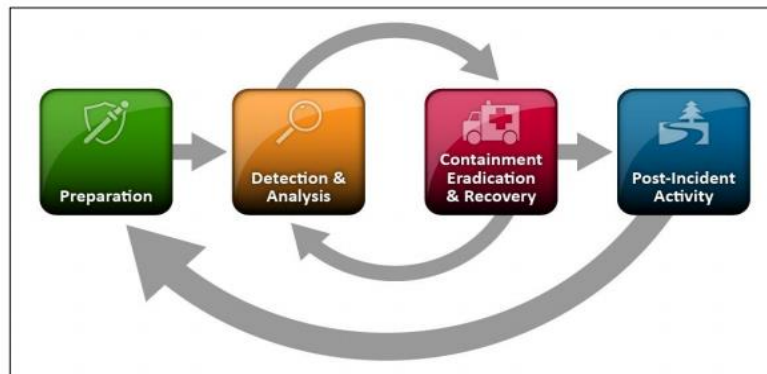 Preparation
Detection &
Analysis
Containment
Eradication
& Recovery
Post-Incident
Activity